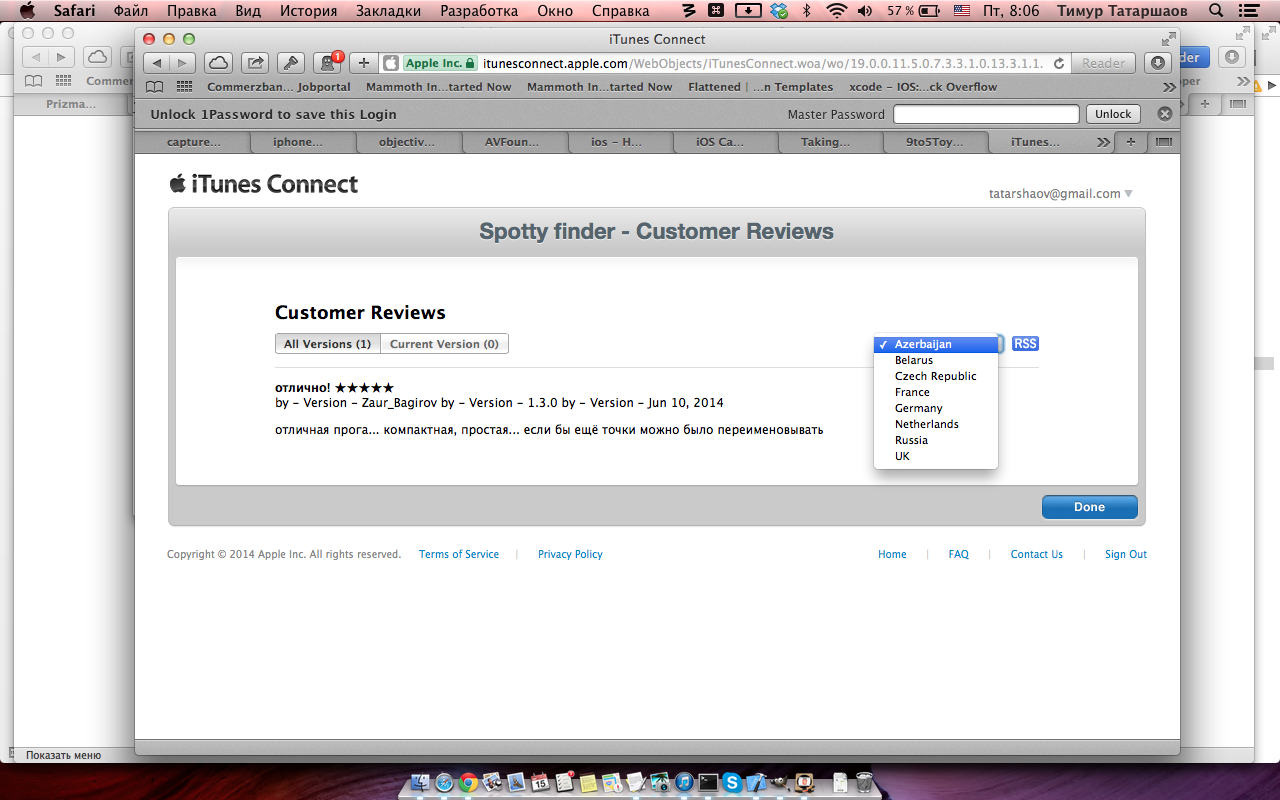 Safari Файл Правка Вид История Закладки Разработка Окно Справка 57 % Пт, 8:06 Тимур Татаршаов
iTunes Connect
1 Apple Inc. itunesconnect.apple.com/WebObjects/iTunesConnect.woa/wo/19.0.0.11.5.0.7.3.3.1.0.13.3.1.1. Reader
der
Comme
Commerzban... Jobportal Mammoth In...tarted Now Mammoth In...tarted Now Flattened | ...n Templates xcode - IOS:...ck Overflow
per
Prizma...
Unlock 1Password to save this Login Master Password Unlock
capture... iphone... objectiv... AVFoun... ios - H... iOS Ca... Taking... 9to5Toy... iTunes...
iTunes Connect
tatarshaov@gmail.com
Spotty finder - Customer Reviews
Customer Reviews
All Versions (1) Current Version (0)
✓ Azerbaijan RSS
Belarus
Czech Republic
France
Germany
Netherlands
Russia
UK
отлично! ★★★★★
by - Version - Zaur_Bagirov by - Version - 1.3.0 by - Version - Jun 10, 2014
отличная прога... компактная, простая... если бы ещё точки можно было переименовывать
Done
Copyright © 2014 Apple Inc. All rights reserved. Terms of Service | Privacy Policy Home | FAQ | Contact Us | Sign Out
Показать меню
15